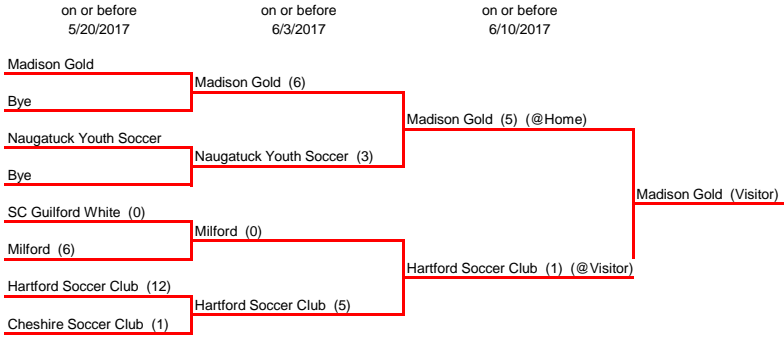 on or before
5/20/2017
on or before
6/3/2017
on or before
6/10/2017
Madison Gold
Bye
Naugatuck Youth Soccer
Bye
SC Guilford White (0)
Milford (6)
Hartford Soccer Club (12)
Cheshire Soccer Club (1)
Madison Gold (6)
Naugatuck Youth Soccer (3)
Milford (0)
Hartford Soccer Club (5)
Madison Gold (5) (@Home)
Hartford Soccer Club (1) (@Visitor)
Madison Gold (Visitor)